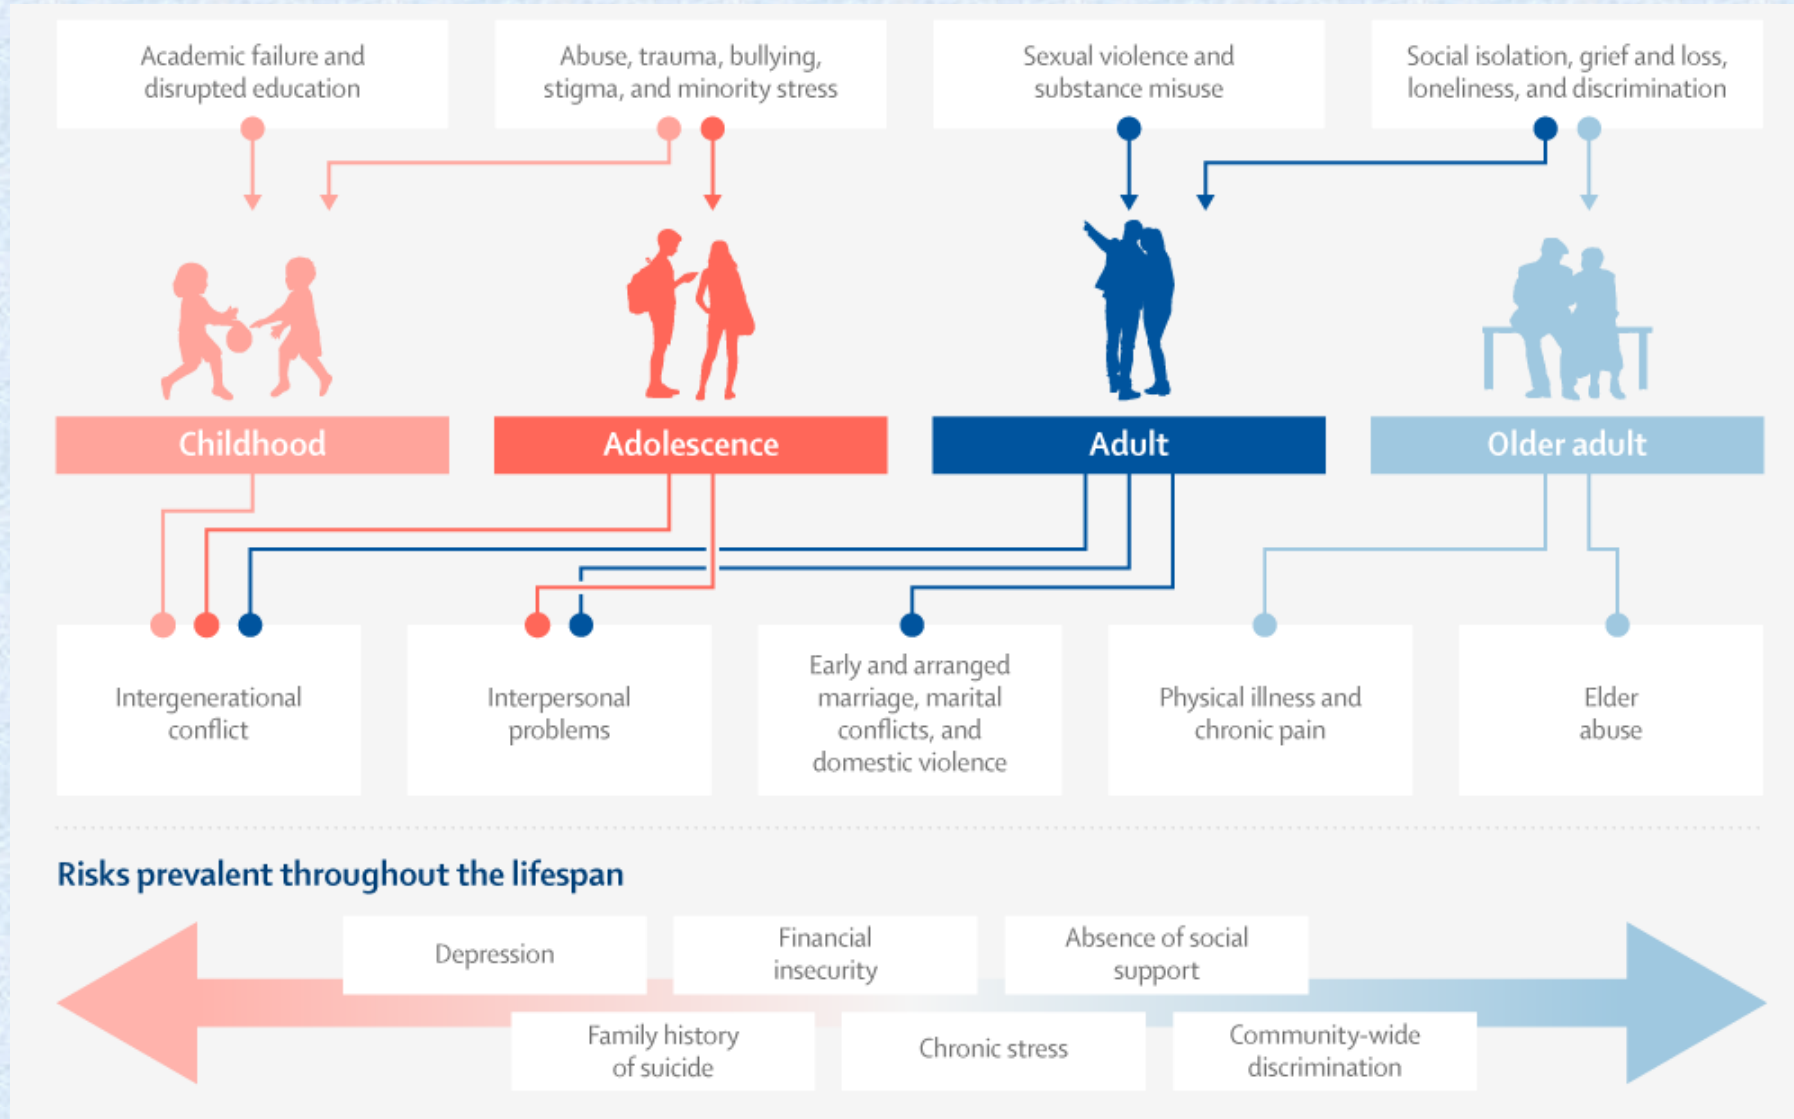 Academic failure and
disrupted education
Abuse, trauma, bullying,
stigma, and minority stress
Sexual violence and
substance misuse
Social isolation, grief and loss,
loneliness, and discrimination
Childhood
Adolescence
Adult
Older adult
Intergenerational
conflict
Interpersonal
problems
Early and arranged
marriage, marital
conflicts, and
domestic violence
Physical illness and
chronic pain
Elder
abuse
Risks prevalent throughout the lifespan
Depression
Financial
insecurity
Absence of social
support
Family history
of suicide
Chronic stress
Community-wide
discrimination